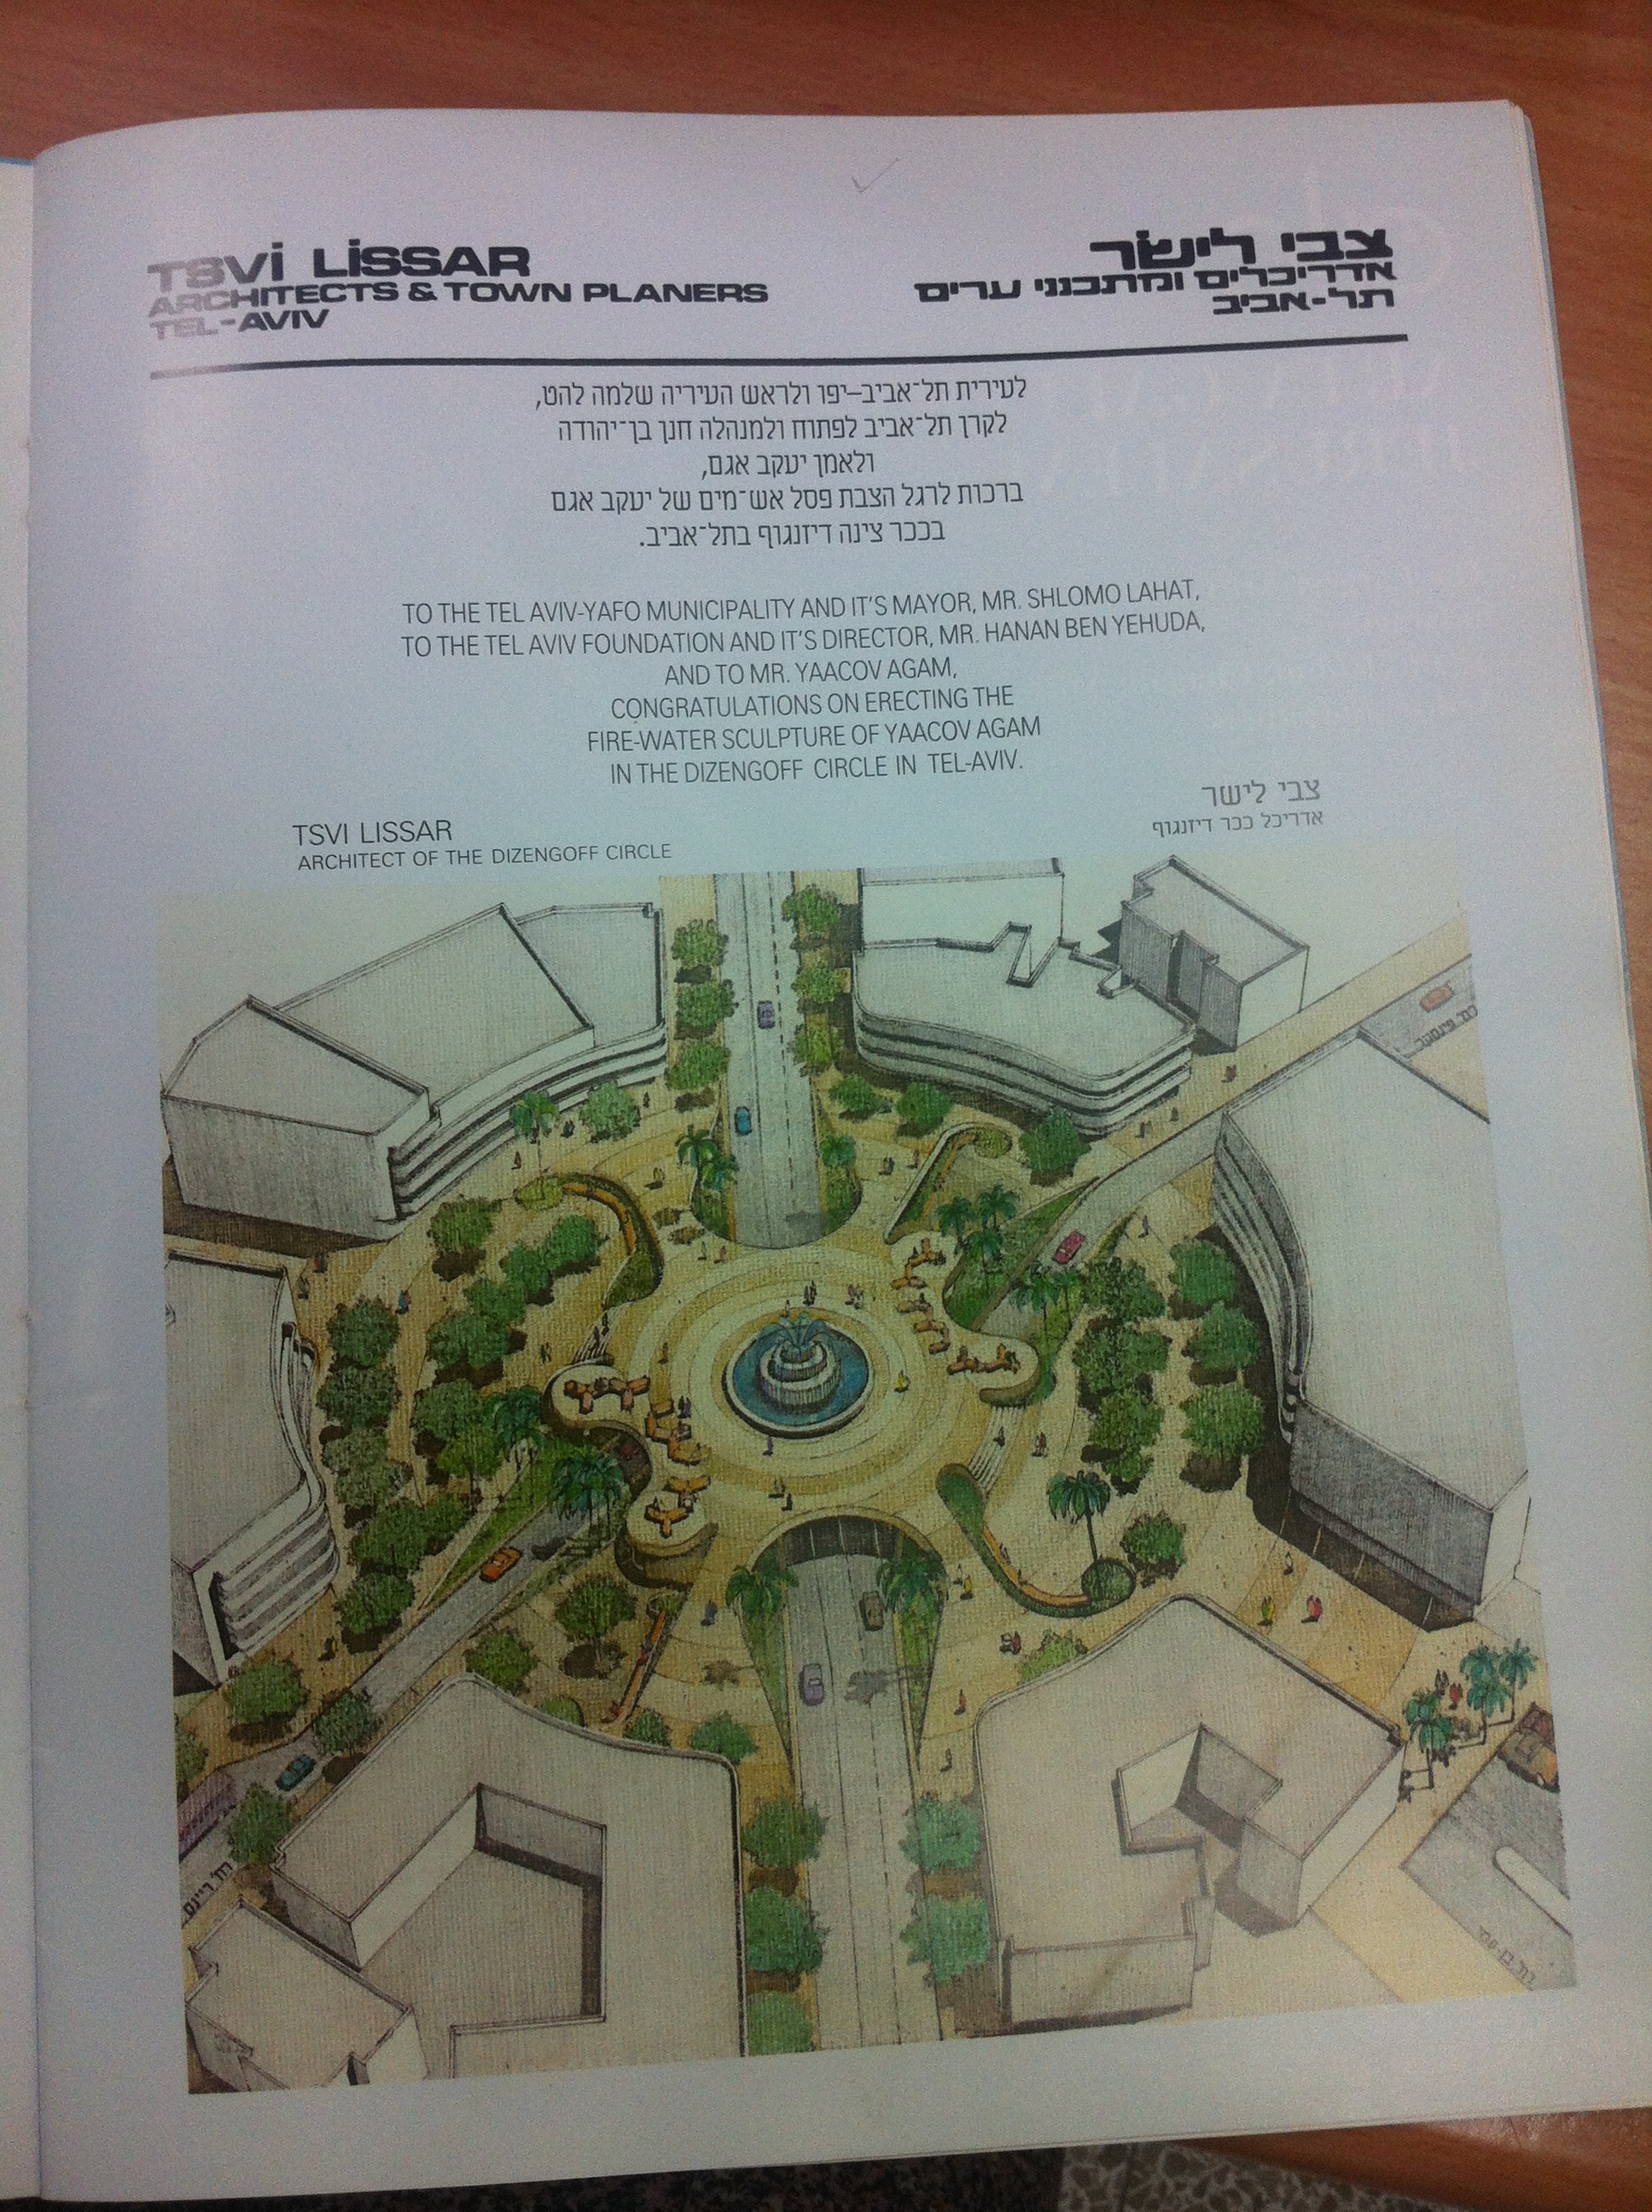 TSVi LiSSAR
ARCHITECTS & TOWN PLANERS
TEL-AVIV
צבי לישר
אדריכלים ומתכנני ערים
תל-אביב
לעירית תל־אביב–יפו ולראש העיריה שלמה להט,
לקרן תל־אביב לפתוח ולמנהלה חנן בן־יהודה
ולאמן יעקב אגם,
ברכות לרגל הצבת פסל אש־מים של יעקב אגם
בככר צינה דיזנגוף בתל־אביב.
TO THE TEL AVIV-YAFO MUNICIPALITY AND IT'S MAYOR, MR. SHLOMO LAHAT,
TO THE TEL AVIV FOUNDATION AND IT'S DIRECTOR, MR. HANAN BEN YEHUDA,
AND TO MR. YAACOV AGAM,
CONGRATULATIONS ON ERECTING THE
FIRE-WATER SCULPTURE OF YAACOV AGAM
IN THE DIZENGOFF CIRCLE IN TEL-AVIV.
צבי לישר
אדריכל ככר דיזנגוף
TSVI LISSAR
ARCHITECT OF THE DIZENGOFF CIRCLE
רח' פינסקר
רח' ריינס
רח' בן-עמי